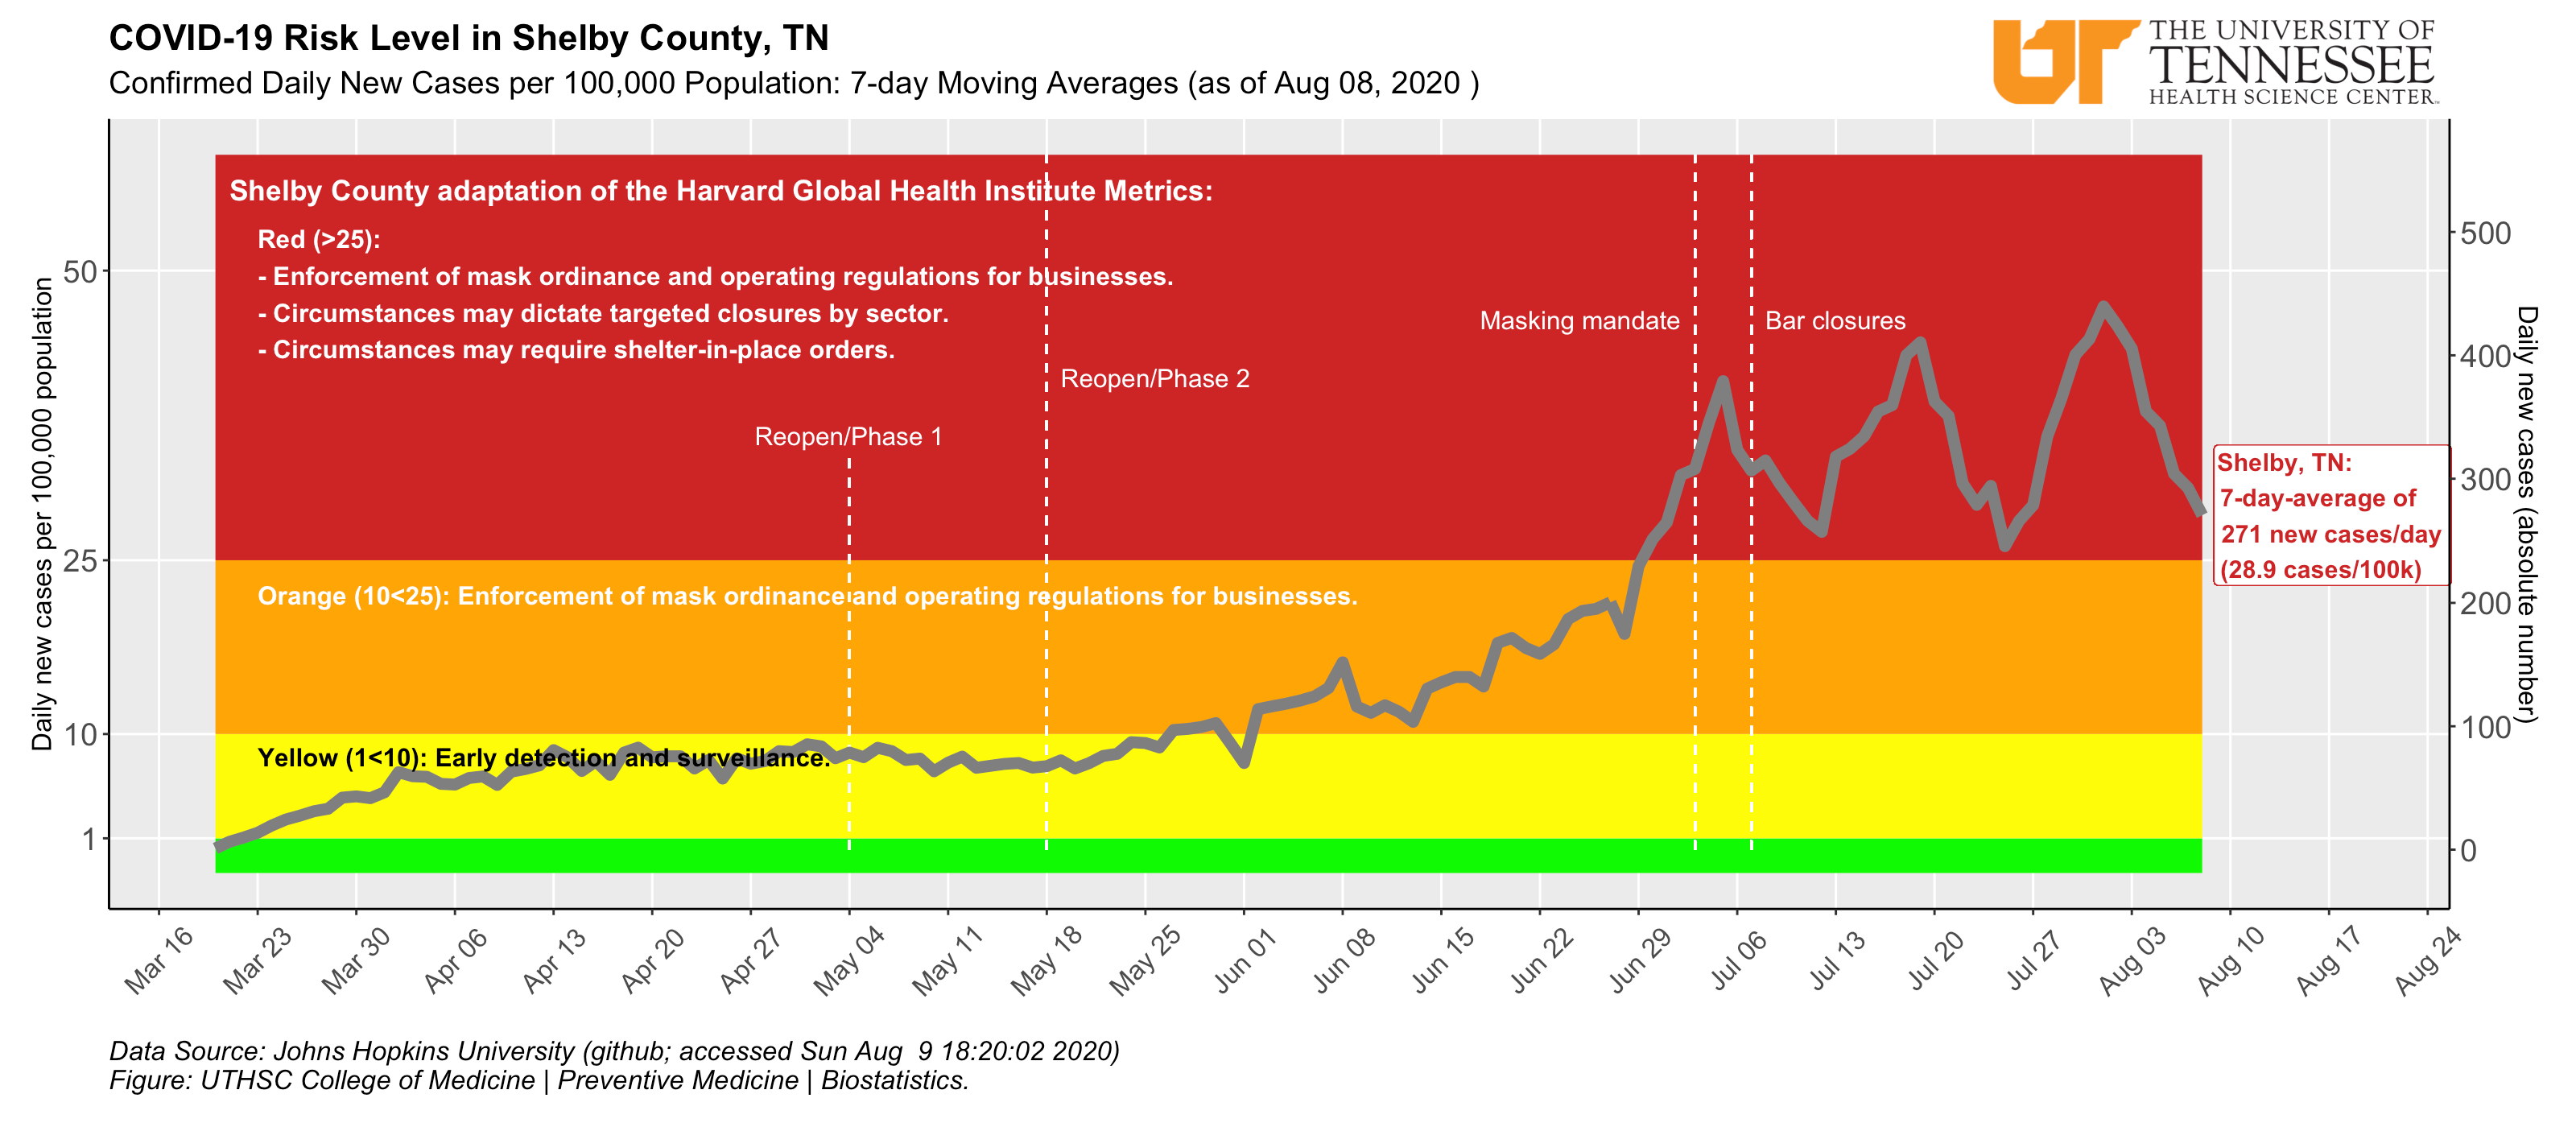 COVID-19 Risk Level in Shelby County, TN
Confirmed Daily New Cases per 100,000 Population: 7-day Moving Averages (as of Aug 08, 2020 )
UT
THE UNIVERSITY OF
TENNESSEE
HEALTH SCIENCE CENTER™
Daily new cases per 100,000 population
50
25
10
1
Shelby County adaptation of the Harvard Global Health Institute Metrics:
Red (>25):
- Enforcement of mask ordinance and operating regulations for businesses.
- Circumstances may dictate targeted closures by sector.
- Circumstances may require shelter-in-place orders.
Reopen/Phase 1
Reopen/Phase 2
Masking mandate
Bar closures
Orange (10<25): Enforcement of mask ordinance and operating regulations for businesses.
Yellow (1<10): Early detection and surveillance.
Shelby, TN:
7-day-average of
271 new cases/day
(28.9 cases/100k)
500
400
300
200
100
0
Daily new cases (absolute number)
Mar 16
Mar 23
Mar 30
Apr 06
Apr 13
Apr 20
Apr 27
May 04
May 11
May 18
May 25
Jun 01
Jun 08
Jun 15
Jun 22
Jun 29
Jul 06
Jul 13
Jul 20
Jul 27
Aug 03
Aug 10
Aug 17
Aug 24
Data Source: Johns Hopkins University (github; accessed Sun Aug  9 18:20:02 2020)
Figure: UTHSC College of Medicine | Preventive Medicine | Biostatistics.